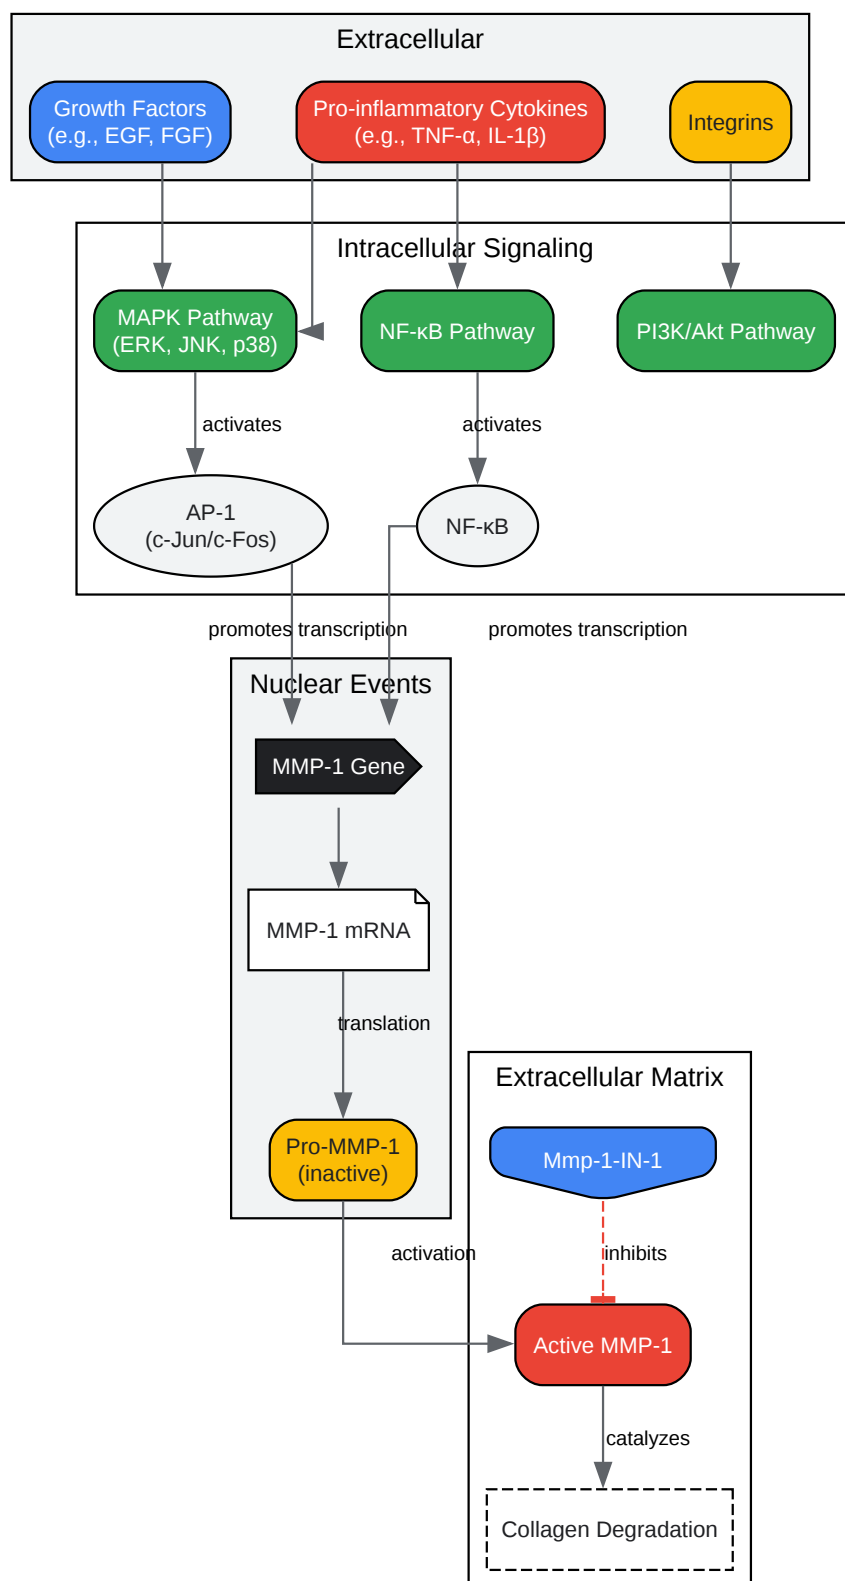 Extracellular
Growth Factors
(e.g., EGF, FGF)
Pro-inflammatory Cytokines
(e.g., TNF-α, IL-1β)
Integrins
Intracellular Signaling
MAPK Pathway
(ERK, JNK, p38)
NF-κB Pathway
PI3K/Akt Pathway
activates
activates
AP-1
(c-Jun/c-Fos)
NF-κB
promotes transcription
promotes transcription
Nuclear Events
MMP-1 Gene
MMP-1 mRNA
translation
Pro-MMP-1
(inactive)
activation
Extracellular Matrix
Mmp-1-IN-1
inhibits
Active MMP-1
catalyzes
Collagen Degradation